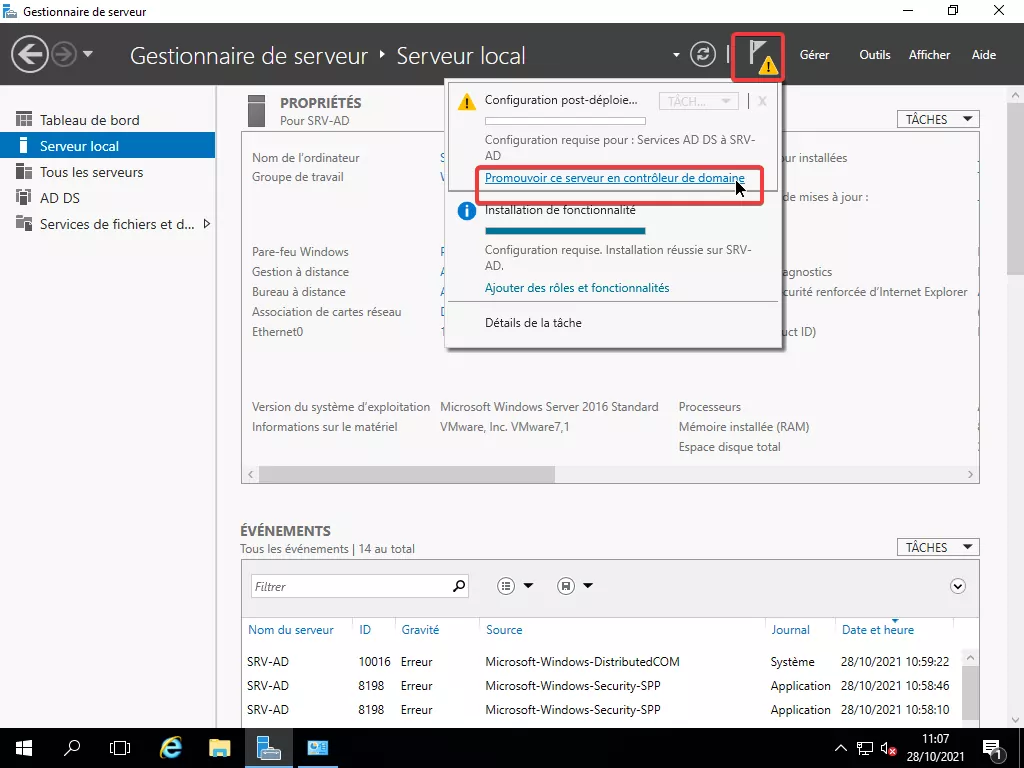 Gestionnaire de serveur
Gestionnaire de serveur ‣ Serveur local
Gérer
Outils
Afficher
Aide
Tableau de bord
Serveur local
Tous les serveurs
AD DS
Services de fichiers et d...
PROPRIÉTÉS
Pour SRV-AD
TÂCHES
Nom de l'ordinateur
Groupe de travail
Pare-feu Windows
Gestion à distance
Bureau à distance
Association de cartes réseau
Ethernet0
Configuration post-déploie...
TÂCH...
X
Configuration requise pour : Services AD DS à SRV-
AD
Promouvoir ce serveur en contrôleur de domaine
Installation de fonctionnalité
Configuration requise. Installation réussie sur SRV-
AD.
Ajouter des rôles et fonctionnalités
Détails de la tâche
installées
de mises à jour :
agnostics
curité renforcée d'Internet Explorer
uct ID)
Version du système d'exploitation Microsoft Windows Server 2016 Standard Processeurs
Informations sur le matériel VMware, Inc. VMware7,1 Mémoire installée (RAM)
Espace disque total
ÉVÉNEMENTS
Tous les événements | 14 au total
TÂCHES
Filtrer
Nom du serveur ID Gravité Source Journal Date et heure
SRV-AD 10016 Erreur Microsoft-Windows-DistributedCOM Système 28/10/2021 10:59:22
SRV-AD 8198 Erreur Microsoft-Windows-Security-SPP Application 28/10/2021 10:58:46
SRV-AD 8198 Erreur Microsoft-Windows-Security-SPP Application 28/10/2021 10:58:10
11:07
28/10/2021
1